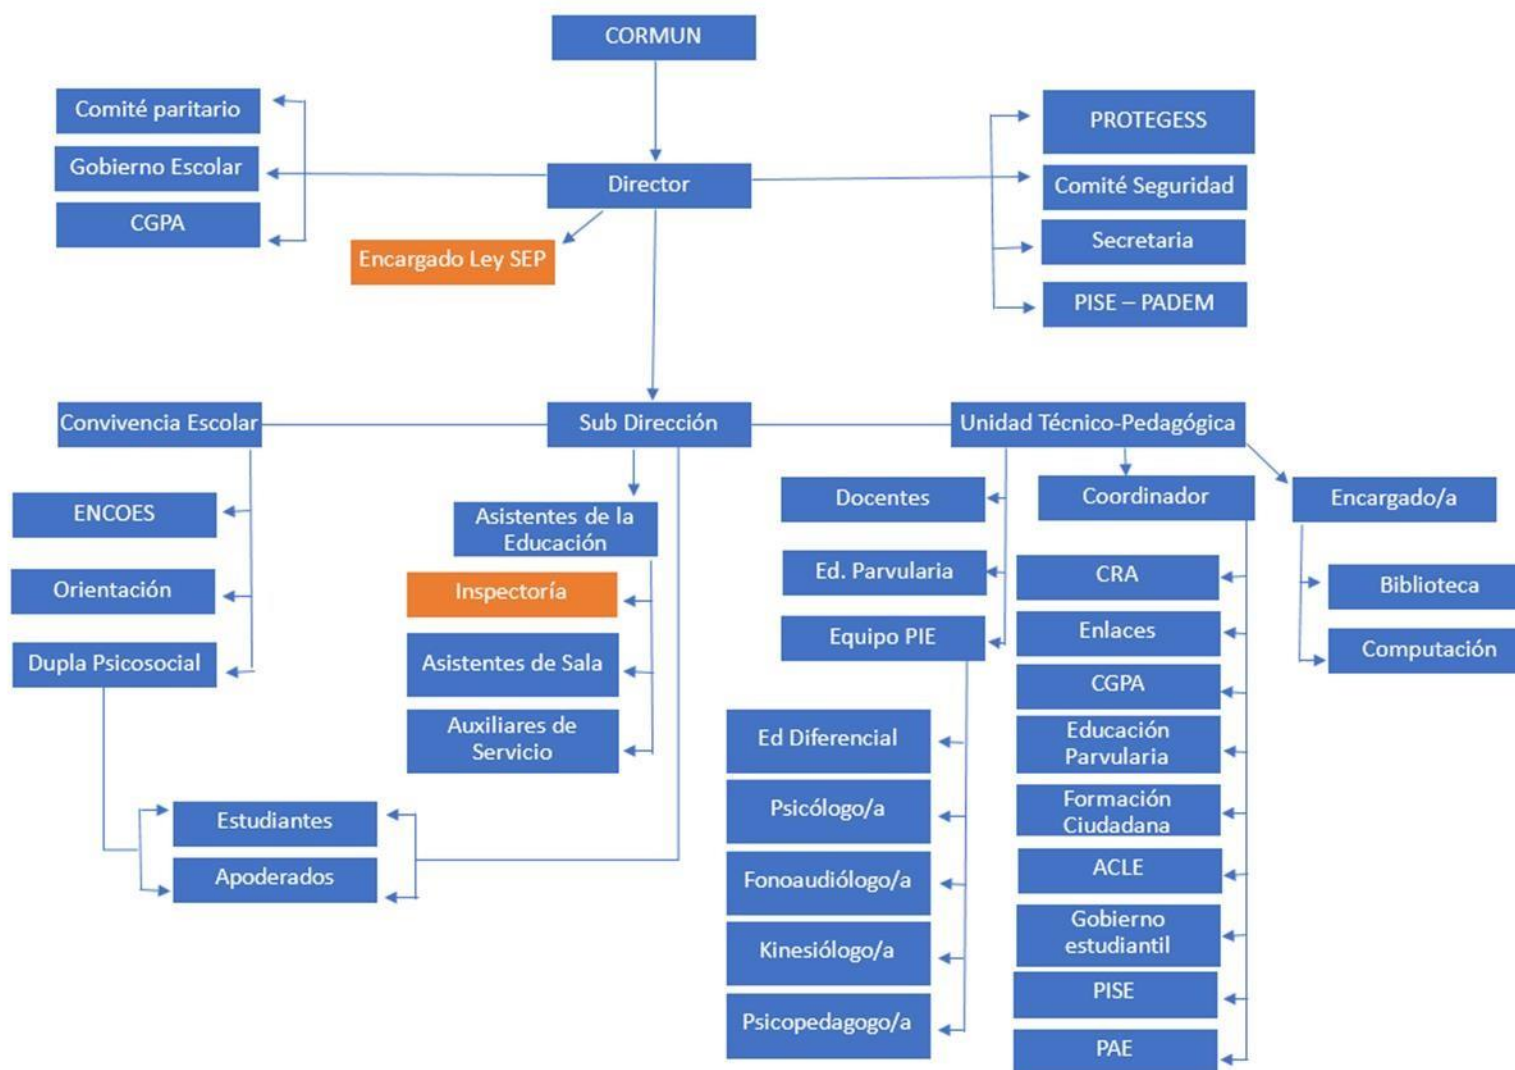 CORMUN
Comité paritario
Gobierno Escolar
CGPA
Director
Encargado Ley SEP
PROTEGESS
Comité Seguridad
Secretaria
PISE – PADEM
Convivencia Escolar
Sub Dirección
Unidad Técnico-Pedagógica
ENCOES
Orientación
Dupla Psicosocial
Asistentes de la
Educación
Inspectoría
Asistentes de Sala
Auxiliares de
Servicio
Estudiantes
Apoderados
Docentes
Ed. Parvularia
Equipo PIE
Ed Diferencial
Psicólogo/a
Fonoaudiólogo/a
Kinesiólogo/a
Psicopedagogo/a
Coordinador
CRA
Enlaces
CGPA
Educación
Parvularia
Formación
Ciudadana
ACLE
Gobierno
estudiantil
PISE
PAE
Encargado/a
Biblioteca
Computación